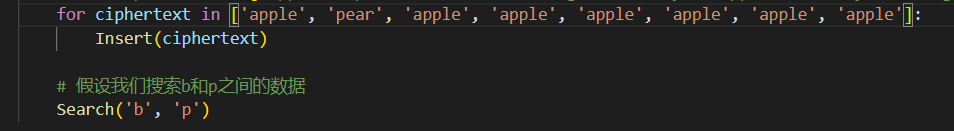 for ciphertext in ['apple', 'pear', 'apple', 'apple', 'apple', 'apple', 'apple', 'apple']:
Insert(ciphertext)
# 假设我们搜索b和p之间的数据
Search('b', 'p')